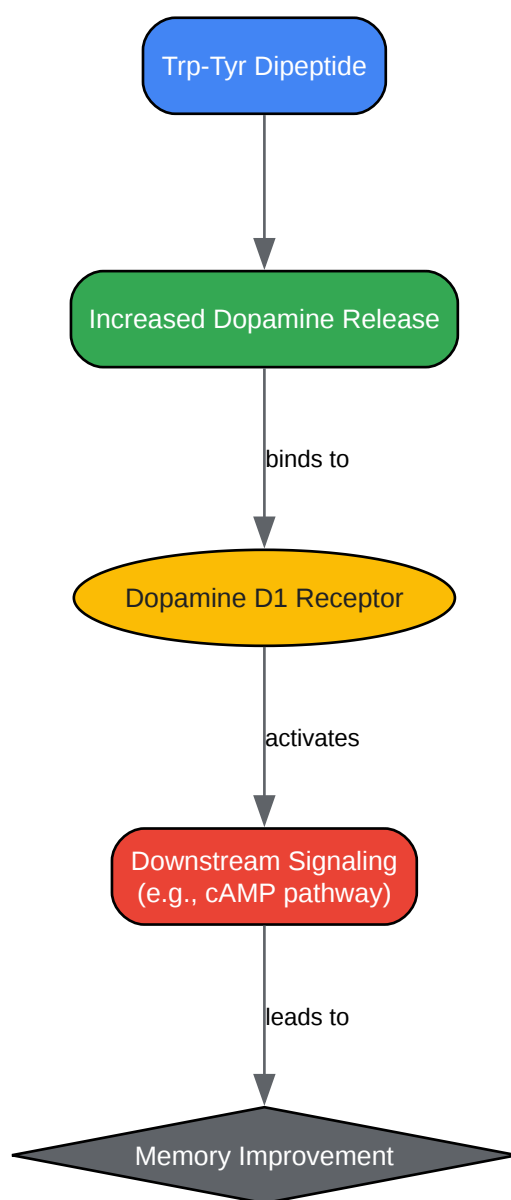 Trp-Tyr Dipeptide
Increased Dopamine Release
binds to
Dopamine D1 Receptor
activates
Downstream Signaling
(e.g., cAMP pathway)
leads to
Memory Improvement